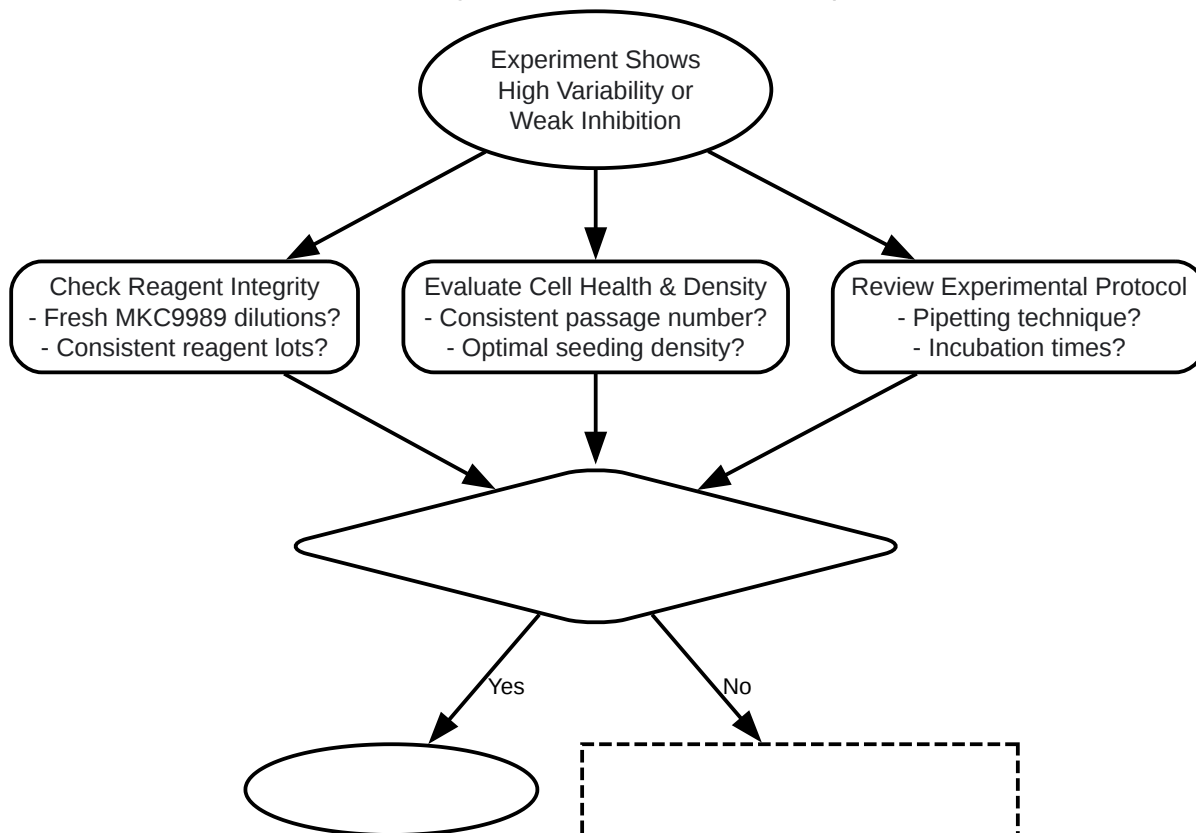 Experiment Shows
High Variability or
Weak Inhibition
Check Reagent Integrity
- Fresh MKC9989 dilutions?
- Consistent reagent lots?
Evaluate Cell Health & Density
- Consistent passage number?
- Optimal seeding density?
Review Experimental Protocol
- Pipetting technique?
- Incubation times?
Yes
No